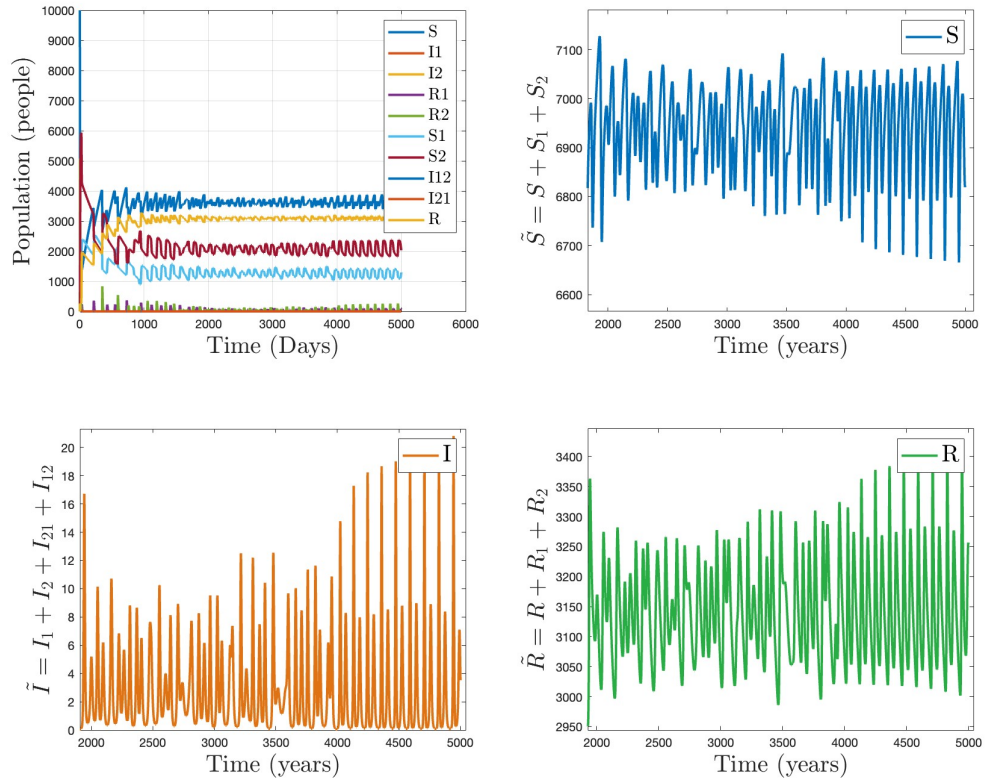 10000
9000
8000
7000
6000
5000
4000
3000
2000
1000
0
Population (people)
0 1000 2000 3000 4000 5000 6000
Time (Days)
S
I1
I2
R1
R2
S1
S2
I12
I21
R
7100
7000
6900
6800
6700
6600
S̃ = S + S₁ + S₂
2000 2500 3000 3500 4000 4500 5000
Time (years)
S
20
18
16
14
12
10
8
6
4
2
0
Ĩ = I₁ + I₂ + I₂₁ + I₁₂
2000 2500 3000 3500 4000 4500 5000
Time (years)
I
3400
3350
3300
3250
3200
3150
3100
3050
3000
2950
R̃ = R + R₁ + R₂
2000 2500 3000 3500 4000 4500 5000
Time (years)
R